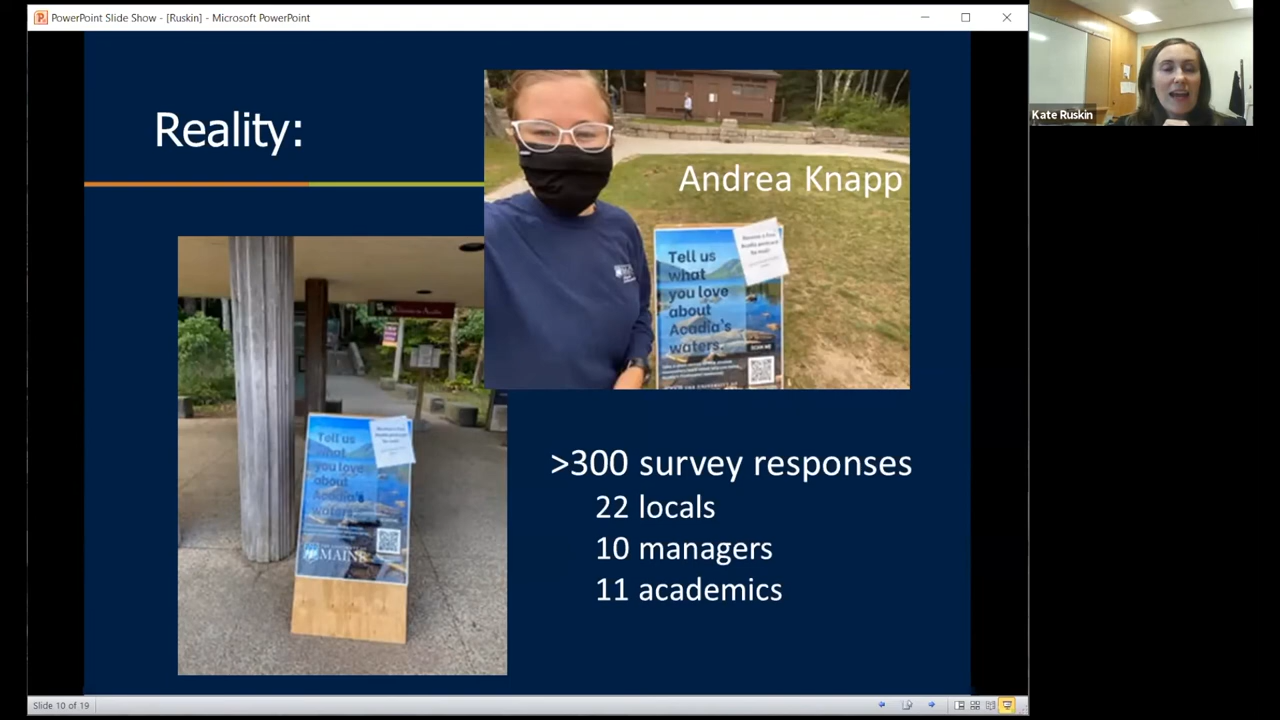 PowerPoint Slide Show - [Ruskin] - Microsoft PowerPoint
Kate Ruskin
Reality:
Andrea Knapp
Tell us
what
you love
about
Acadia's
waters.
SCAN ME
Tell us
what
you love
about
Acadia's
waters.
MAINE
>300 survey responses
22 locals
10 managers
11 academics
Slide 10 of 19